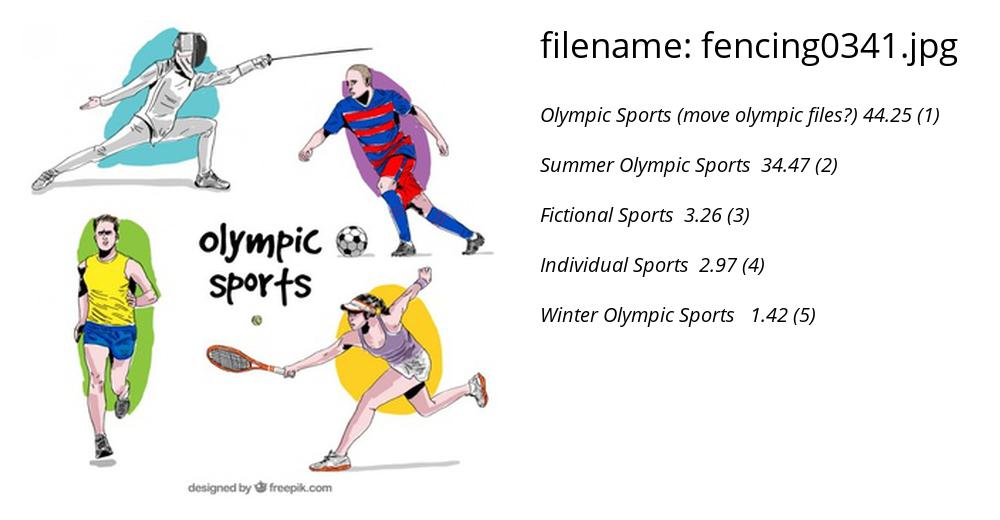 olympic
sports
designed by freepik.com
filename: fencing0341.jpg
Olympic Sports (move olympic files?) 44.25 (1)
Summer Olympic Sports 34.47 (2)
Fictional Sports 3.26 (3)
Individual Sports 2.97 (4)
Winter Olympic Sports 1.42 (5)